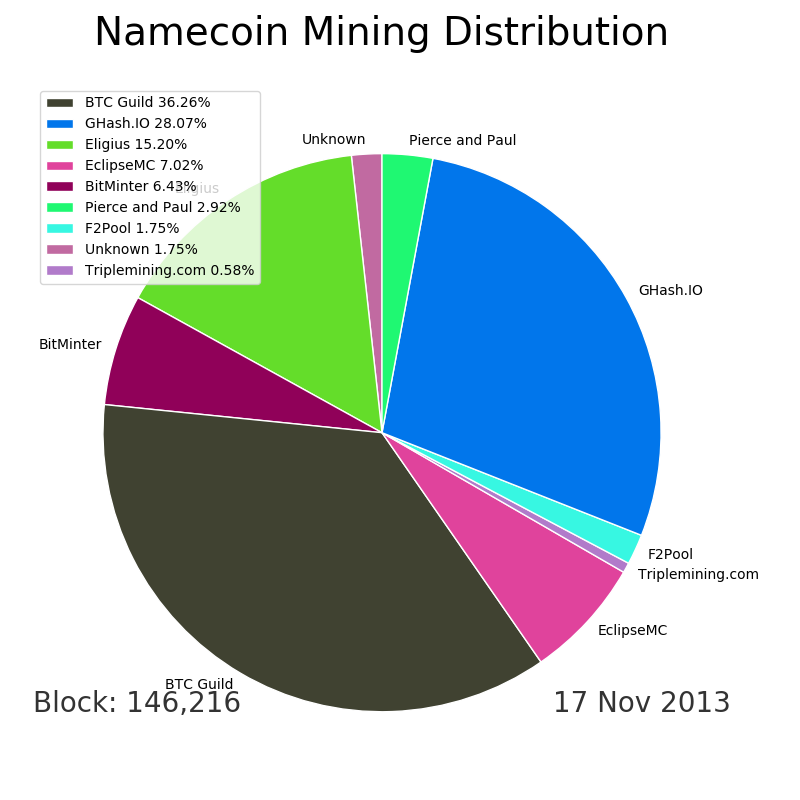 Namecoin Mining Distribution
BTC Guild 36.26%
GHash.IO 28.07%
Eligius 15.20%
EclipseMC 7.02%
BitMinter 6.43%
Pierce and Paul 2.92%
F2Pool 1.75%
Unknown 1.75%
Triplemining.com 0.58%
Unknown
Pierce and Paul
Eligius
GHash.IO
BitMinter
F2Pool
Triplemining.com
EclipseMC
BTC Guild
Block: 146,216
17 Nov 2013